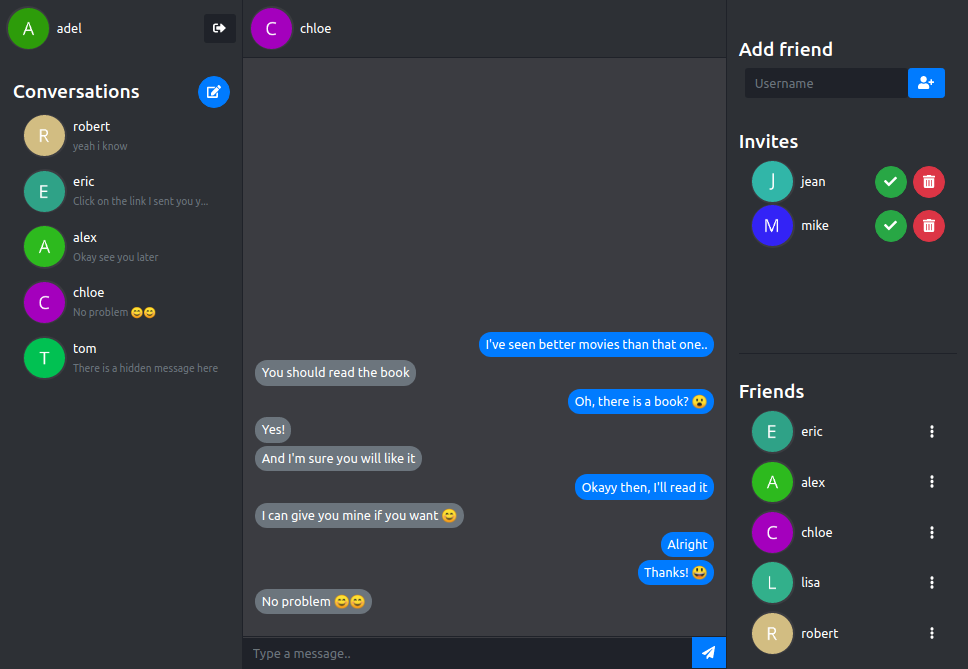 A adel
Conversations
R robert
yeah i know
E eric
Click on the link I sent you y...
A alex
Okay see you later
C chloe
No problem 😊😊
T tom
There is a hidden message here
C chloe
I've seen better movies than that one..
You should read the book
Oh, there is a book? 😮
Yes!
And I'm sure you will like it
Okayy then, I'll read it
I can give you mine if you want 😊
Alright
Thanks! 😃
No problem 😊😊
Type a message..
Add friend
Username
Invites
J jean
M mike
Friends
E eric
A alex
C chloe
L lisa
R robert